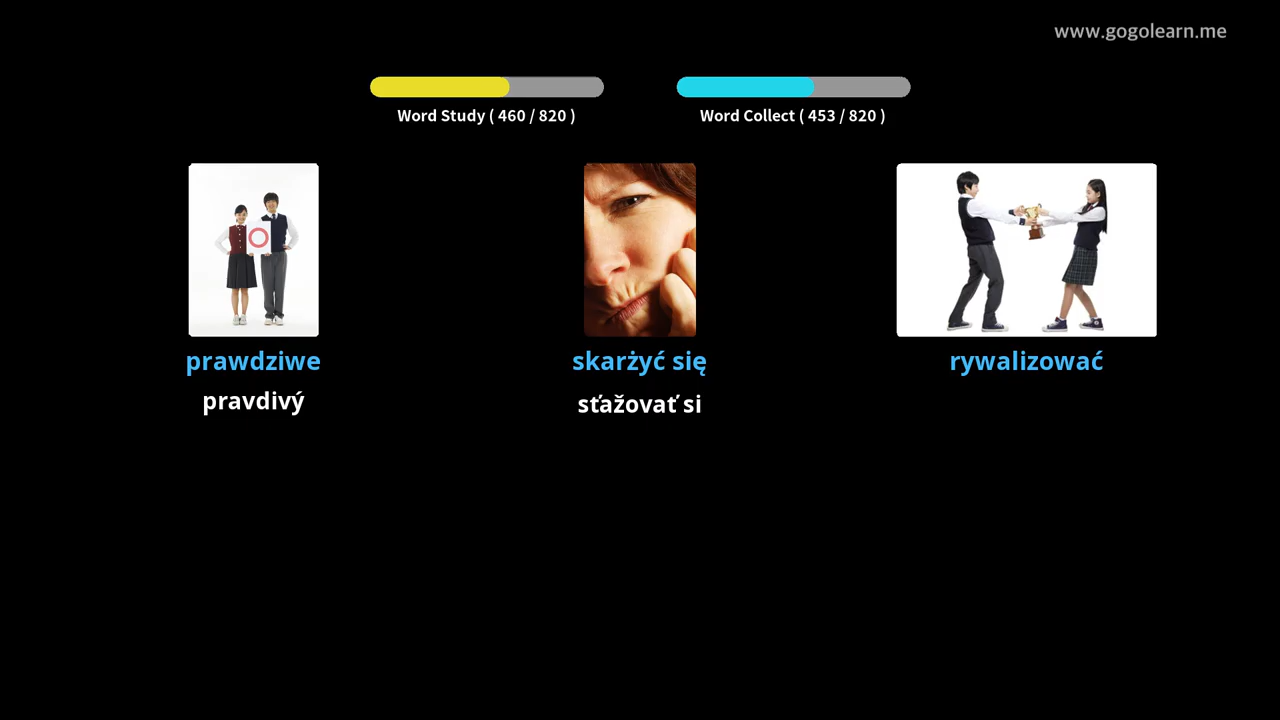 www.gogolearn.me
Word Study ( 460 / 820 )
Word Collect ( 453 / 820 )
prawdziwe
pravdivý
skarżyć się
sťažovať si
rywalizować